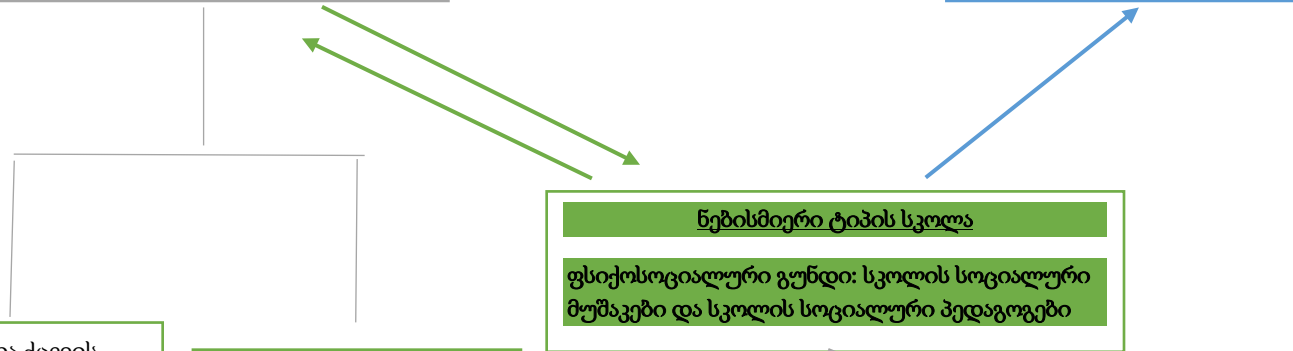 ნებისმიერი ტიპის სკოლა
ფსიქოსოციალური გუნდი: სკოლის სოციალური
მუშაკები და სკოლის სოციალური პედაგოგები